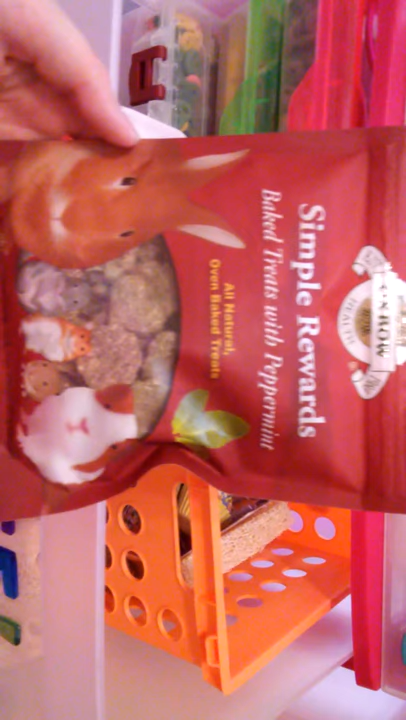 Simple Rewards
Baked Treats with Peppermint
All Natural,
Oven Baked Treats